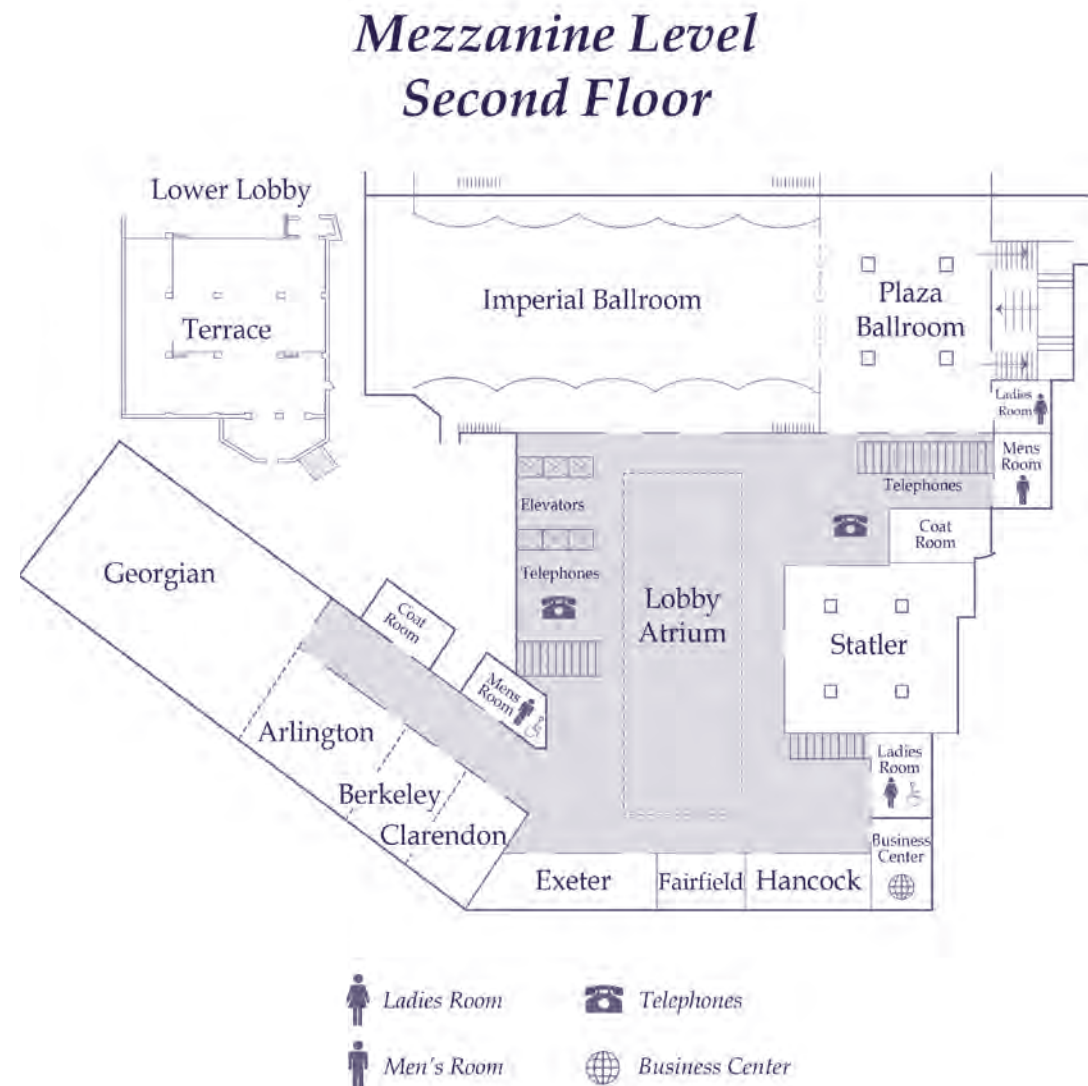 Mezzanine Level
Second Floor
Lower Lobby
Terrace
Imperial Ballroom
Plaza
Ballroom
Ladies
Room
Mens
Room
Telephones
Coat
Room
Elevators
Telephones
Lobby
Atrium
Statler
Georgian
Coat
Room
Mens
Room
Arlington
Berkeley
Clarendon
Ladies
Room
Business
Center
Exeter
Fairfield
Hancock
Ladies Room
Telephones
Men's Room
Business Center